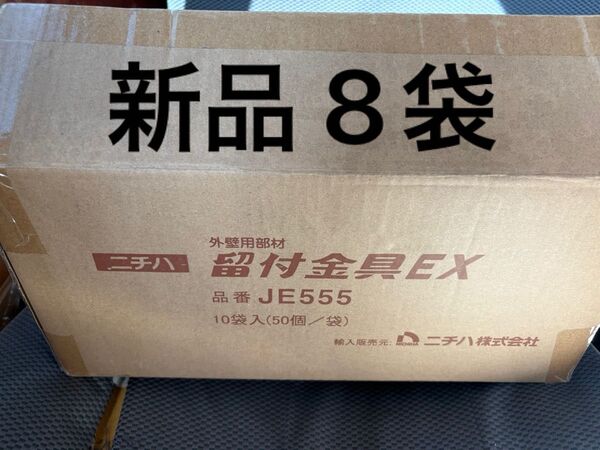 新品8袋
外壁用部材
ニチハ 留付金具EX
品番 JE555
10袋入(50個/袋)
輸入販売元: NICHIHA ニチハ株式会社